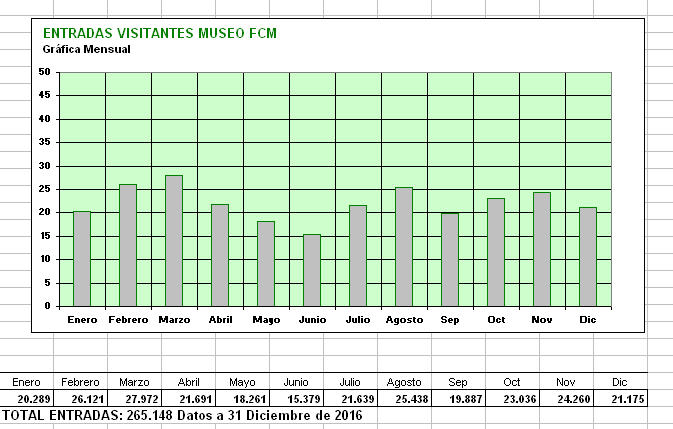 ENTRADAS VISITANTES MUSEO FCM
Gráfica Mensual
50
45
40
35
30
25
20
15
10
5
0
Enero Febrero Marzo Abril Mayo Junio Julio Agosto Sep Oct Nov Dic
Enero Febrero Marzo Abril Mayo Junio Julio Agosto Sep Oct Nov Dic
20.289 26.121 27.972 21.691 18.261 15.379 21.639 25.438 19.887 23.036 24.260 21.175
TOTAL ENTRADAS: 265.148 Datos a 31 Diciembre de 2016